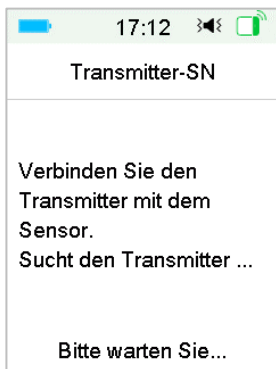 17:12
Transmitter-SN
Verbinden Sie den
Transmitter mit dem
Sensor.
Sucht den Transmitter ...
Bitte warten Sie...